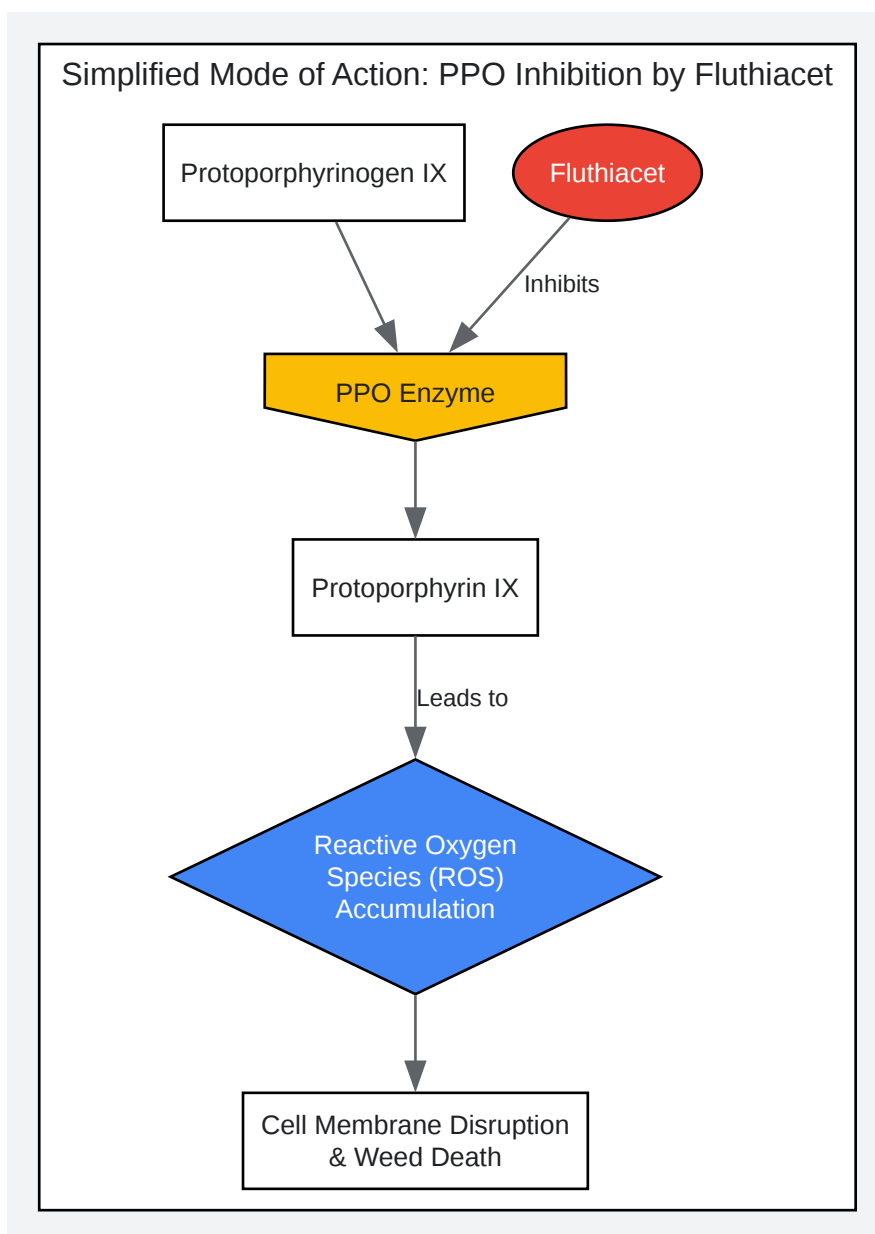 Simplified Mode of Action: PPO Inhibition by Fluthiacet
Protoporphyrinogen IX
Fluthiacet
Inhibits
PPO Enzyme
Protoporphyrin IX
Leads to
Reactive Oxygen
Species (ROS)
Accumulation
Cell Membrane Disruption
& Weed Death